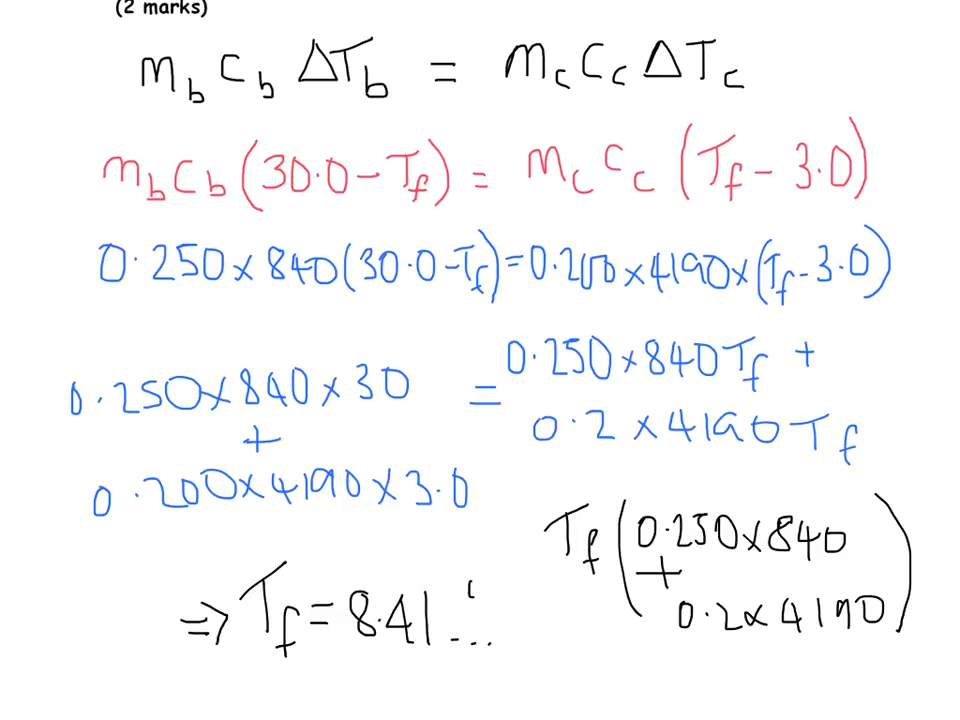 (2 marks)
m_b c_b ΔT_b = m_c c_c ΔT_c
m_b c_b (30.0 - T_f) = m_c c_c (T_f - 3.0)
0.250 × 840 (30.0 - T_f) = 0.200 × 4190 × (T_f - 3.0)
0.250 × 840 × 30 + 0.200 × 4190 × 3.0 = 0.250 × 840 T_f + 0.2 × 4190 T_f
T_f (0.250 × 840 + 0.2 × 4190)
⇒ T_f = 8.41...